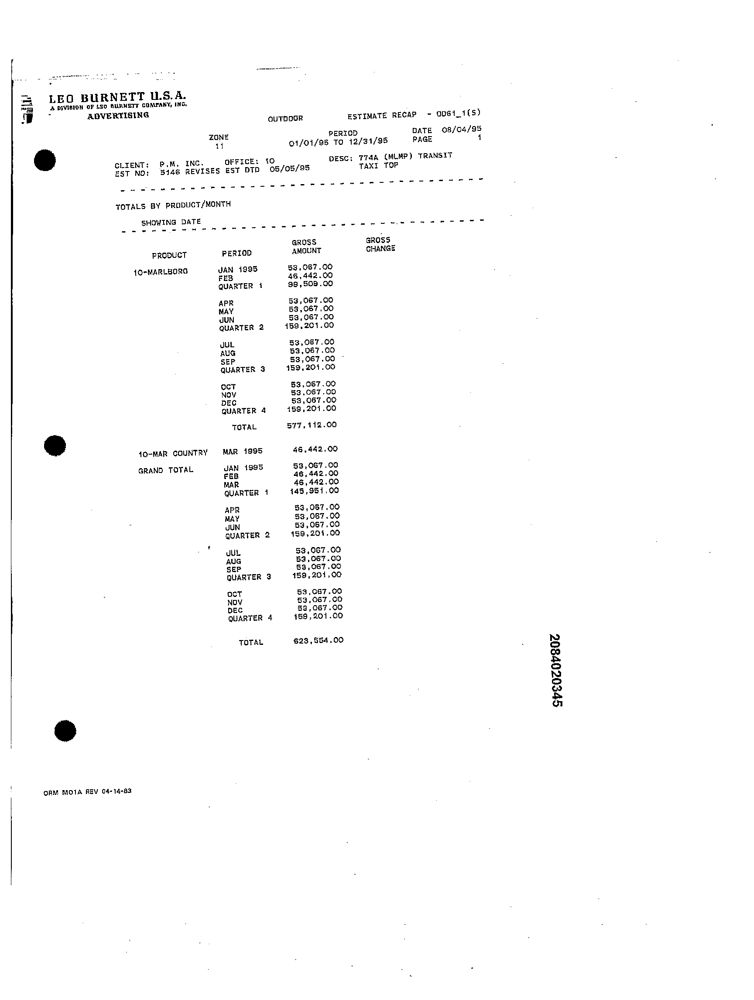 LEO BURNETT U.S.A.
A DIVISION OF LEO BURNETT COMPANY, INC.
ADVERTISING
OUTDOOR ESTIMATE RECAP - OD61_1(S)
ZONE PERIOD DATE 08/04/95
11 01/01/95 TO 12/31/95 PAGE 1
CLIENT: P.M. INC. OFFICE: 10 DESC: 774A (MLMP) TRANSIT
EST NO: 5146 REVISES EST DTD 05/05/95 TAXI TOP
TOTALS BY PRODUCT/MONTH
SHOWING DATE
GROSS GROSS
PRODUCT PERIOD AMOUNT CHANGE
10-MARLBORO JAN 1995 53,067.00
FEB 46,442.00
QUARTER 1 99,509.00
APR 53,067.00
MAY 53,067.00
JUN 53,067.00
QUARTER 2 159,201.00
JUL 53,067.00
AUG 53,067.00
SEP 53,067.00
QUARTER 3 159,201.00
OCT 53,067.00
NOV 53,067.00
DEC 53,067.00
QUARTER 4 159,201.00
TOTAL 577,112.00
10-MAR COUNTRY MAR 1995 46,442.00
GRAND TOTAL JAN 1995 53,067.00
FEB 46,442.00
MAR 46,442.00
QUARTER 1 145,951.00
APR 53,067.00
MAY 53,067.00
JUN 53,067.00
QUARTER 2 159,201.00
JUL 53,067.00
AUG 53,067.00
SEP 53,067.00
QUARTER 3 159,201.00
OCT 53,067.00
NOV 53,067.00
DEC 53,067.00
QUARTER 4 159,201.00
TOTAL 623,554.00
2084020345
ORM M01A REV 04-14-83